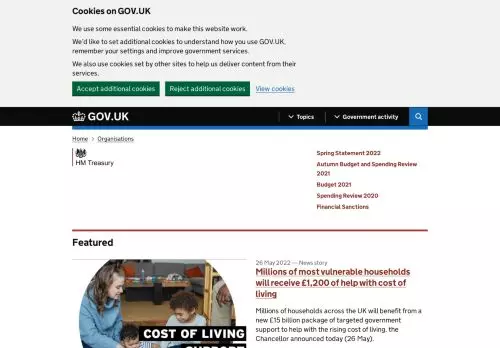 Cookies on GOV.UK
We use some essential cookies to make this website work.
We'd like to set additional cookies to understand how you use GOV.UK,
remember your settings and improve government services.
We also use cookies set by other sites to help us deliver content from their
services.
Accept additional cookies Reject additional cookies View cookies
GOV.UK Topics Government activity
Home Organisations
HM Treasury
Spring Statement 2022
Autumn Budget and Spending Review
2021
Budget 2021
Spending Review 2020
Financial Sanctions
Featured
26 May 2022 — News story
Millions of most vulnerable households
will receive £1,200 of help with cost of
living
Millions of households across the UK will benefit from a
new £15 billion package of targeted government
support to help with the rising cost of living, the
Chancellor announced today (26 May).
COST OF LIVING
SUPPORT